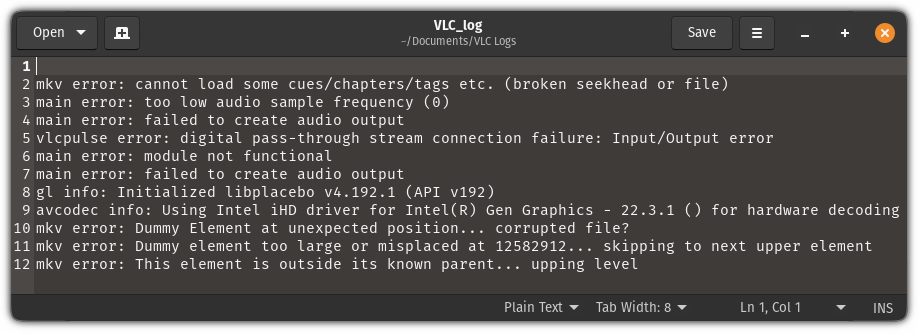 Open
VLC_log
~/Documents/VLC Logs
Save
1
2 mkv error: cannot load some cues/chapters/tags etc. (broken seekhead or file)
3 main error: too low audio sample frequency (0)
4 main error: failed to create audio output
5 vlcpulse error: digital pass-through stream connection failure: Input/Output error
6 main error: module not functional
7 main error: failed to create audio output
8 gl info: Initialized libplacebo v4.192.1 (API v192)
9 avcodec info: Using Intel iHD driver for Intel(R) Gen Graphics - 22.3.1 () for hardware decoding
10 mkv error: Dummy Element at unexpected position... corrupted file?
11 mkv error: Dummy element too large or misplaced at 12582912... skipping to next upper element
12 mkv error: This element is outside its known parent... upping level
Plain Text Tab Width: 8 Ln 1, Col 1 INS